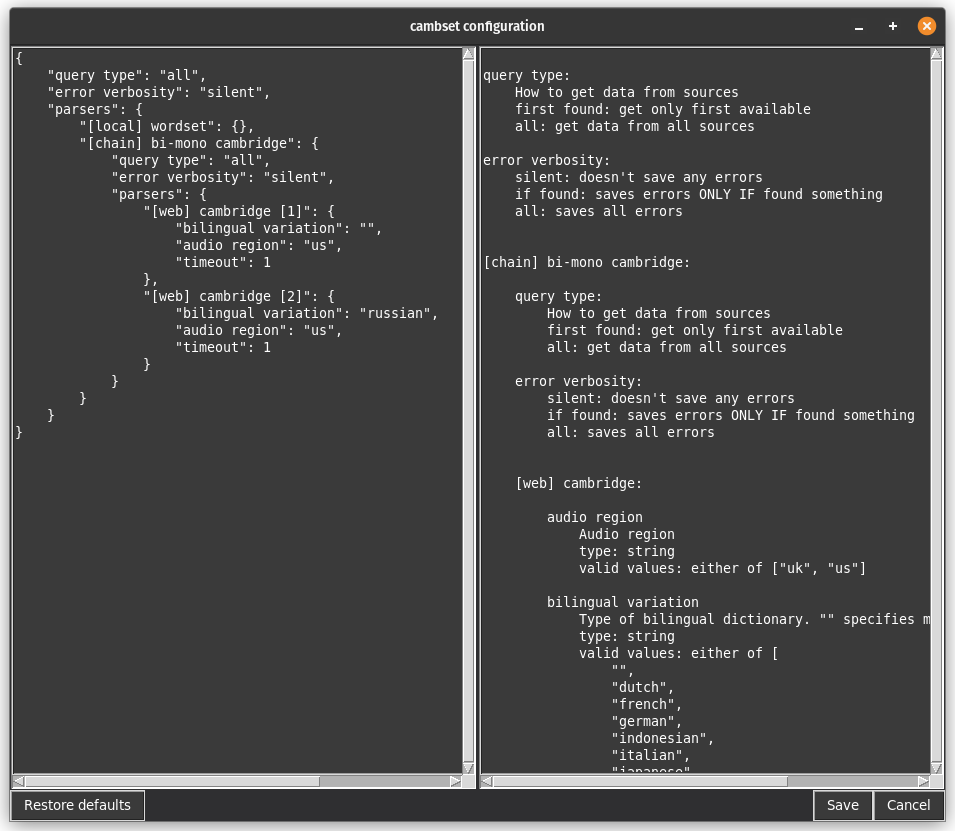 cambset configuration
{
    "query type": "all",
    "error verbosity": "silent",
    "parsers": {
        "[local] wordset": {},
        "[chain] bi-mono cambridge": {
            "query type": "all",
            "error verbosity": "silent",
            "parsers": {
                "[web] cambridge [1]": {
                    "bilingual variation": "",
                    "audio region": "us",
                    "timeout": 1
                },
                "[web] cambridge [2]": {
                    "bilingual variation": "russian",
                    "audio region": "us",
                    "timeout": 1
                }
            }
        }
    }
}
query type:
    How to get data from sources
    first found: get only first available
    all: get data from all sources
error verbosity:
    silent: doesn't save any errors
    if found: saves errors ONLY IF found something
    all: saves all errors
[chain] bi-mono cambridge:
    query type:
        How to get data from sources
        first found: get only first available
        all: get data from all sources
    error verbosity:
        silent: doesn't save any errors
        if found: saves errors ONLY IF found something
        all: saves all errors
    [web] cambridge:
        audio region
            Audio region
            type: string
            valid values: either of ["uk", "us"]
        bilingual variation
            Type of bilingual dictionary. "" specifies m
            type: string
            valid values: either of [
                "",
                "dutch",
                "french",
                "german",
                "indonesian",
                "italian",
                "japanese"
Restore defaults
Save
Cancel